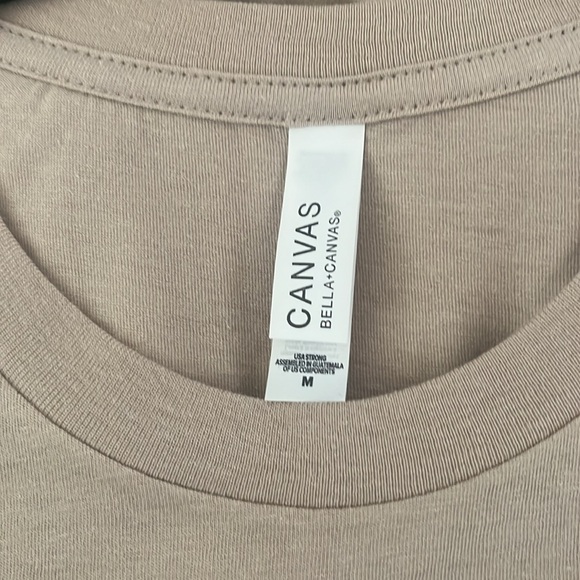 CANVAS
BELLA+CANVAS®
USA STRONG
ASSEMBLED IN GUATEMALA
OF US COMPONENTS
M